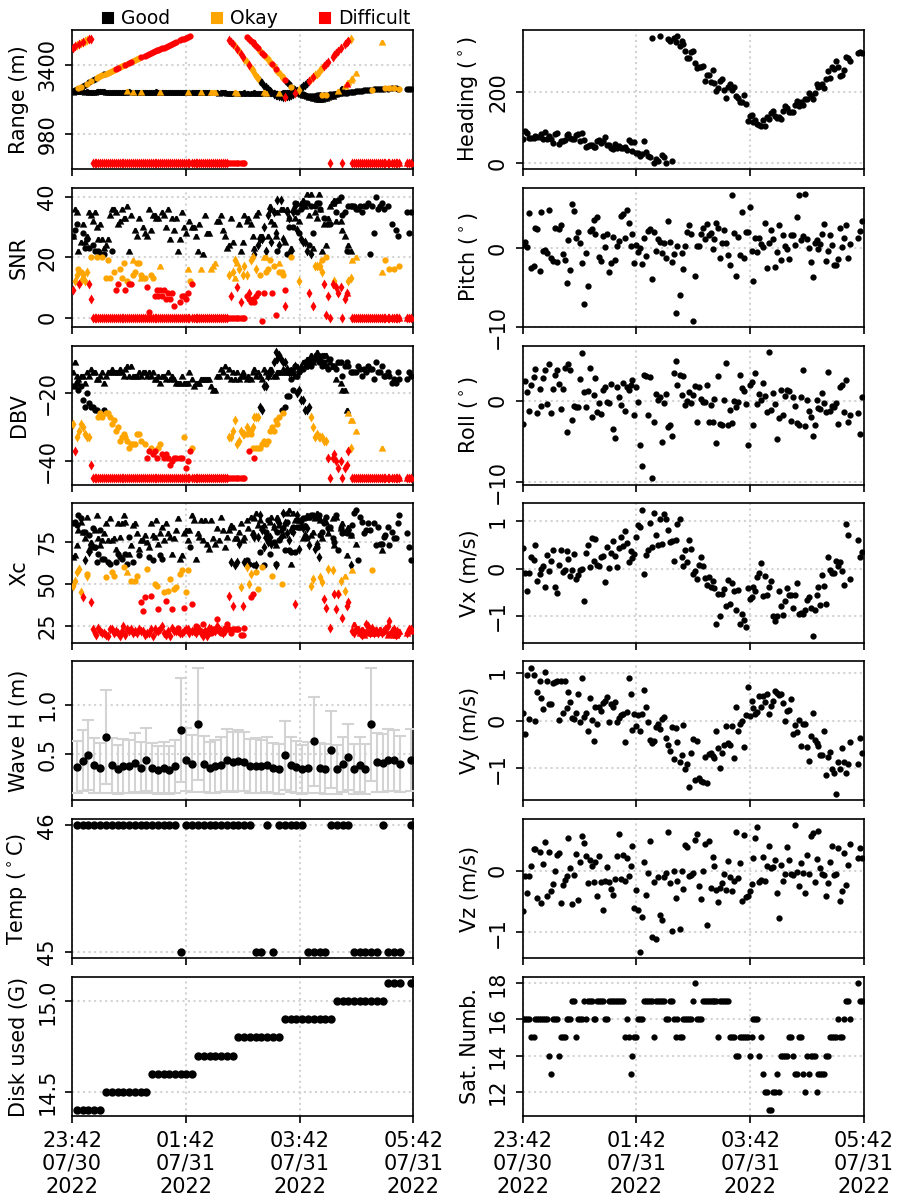 Good Okay Difficult
Range (m)
3400
980
Heading (°)
200
0
SNR
40
20
0
Pitch (°)
0
−10
DBV
−20
−40
Roll (°)
0
−10
Xc
75
50
25
Vx (m/s)
1
0
−1
Wave H (m)
1.0
0.5
Vy (m/s)
1
0
−1
Temp (°C)
46
45
Vz (m/s)
0
−1
Disk used (G)
15.0
14.5
Sat. Numb.
18
16
14
12
23:42 01:42 03:42 05:42 23:42 01:42 03:42 05:42
07/30 07/31 07/31 07/31 07/30 07/31 07/31 07/31
2022 2022 2022 2022 2022 2022 2022 2022